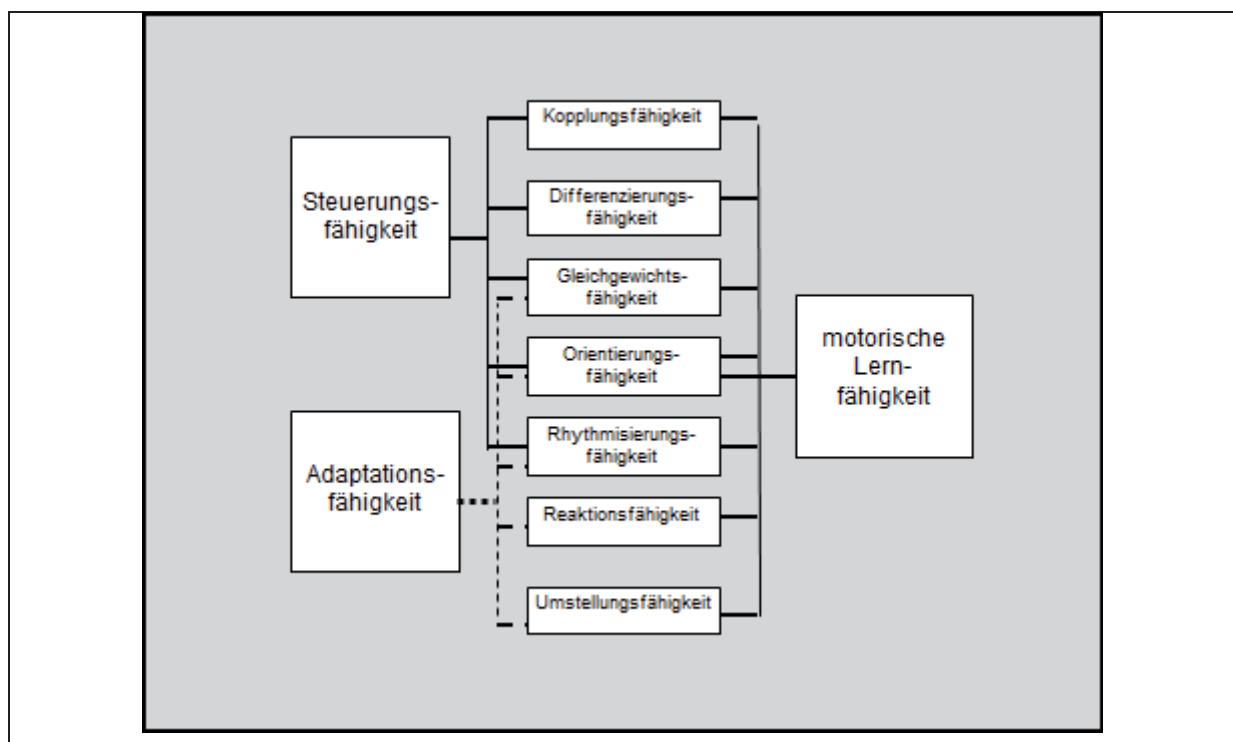 Steuerungs-
fähigkeit
Adaptations-
fähigkeit
Kopplungsfähigkeit
Differenzierungs-
fähigkeit
Gleichgewichts-
fähigkeit
Orientierungs-
fähigkeit
Rhythmisierungs-
fähigkeit
Reaktionsfähigkeit
Umstellungsfähigkeit
motorische
Lern-
fähigkeit